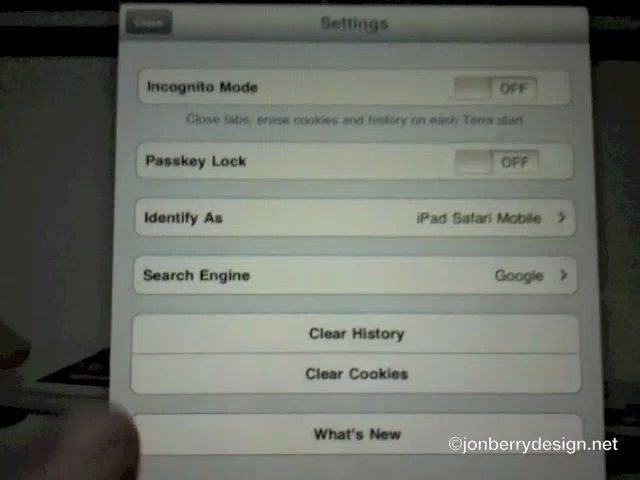 Close
Settings
Incognito Mode
OFF
Close tabs, erase cookies and history on each Terra start
Passkey Lock
OFF
Identify As
iPad Safari Mobile
Search Engine
Google
Clear History
Clear Cookies
What's New
©jonberrydesign.net